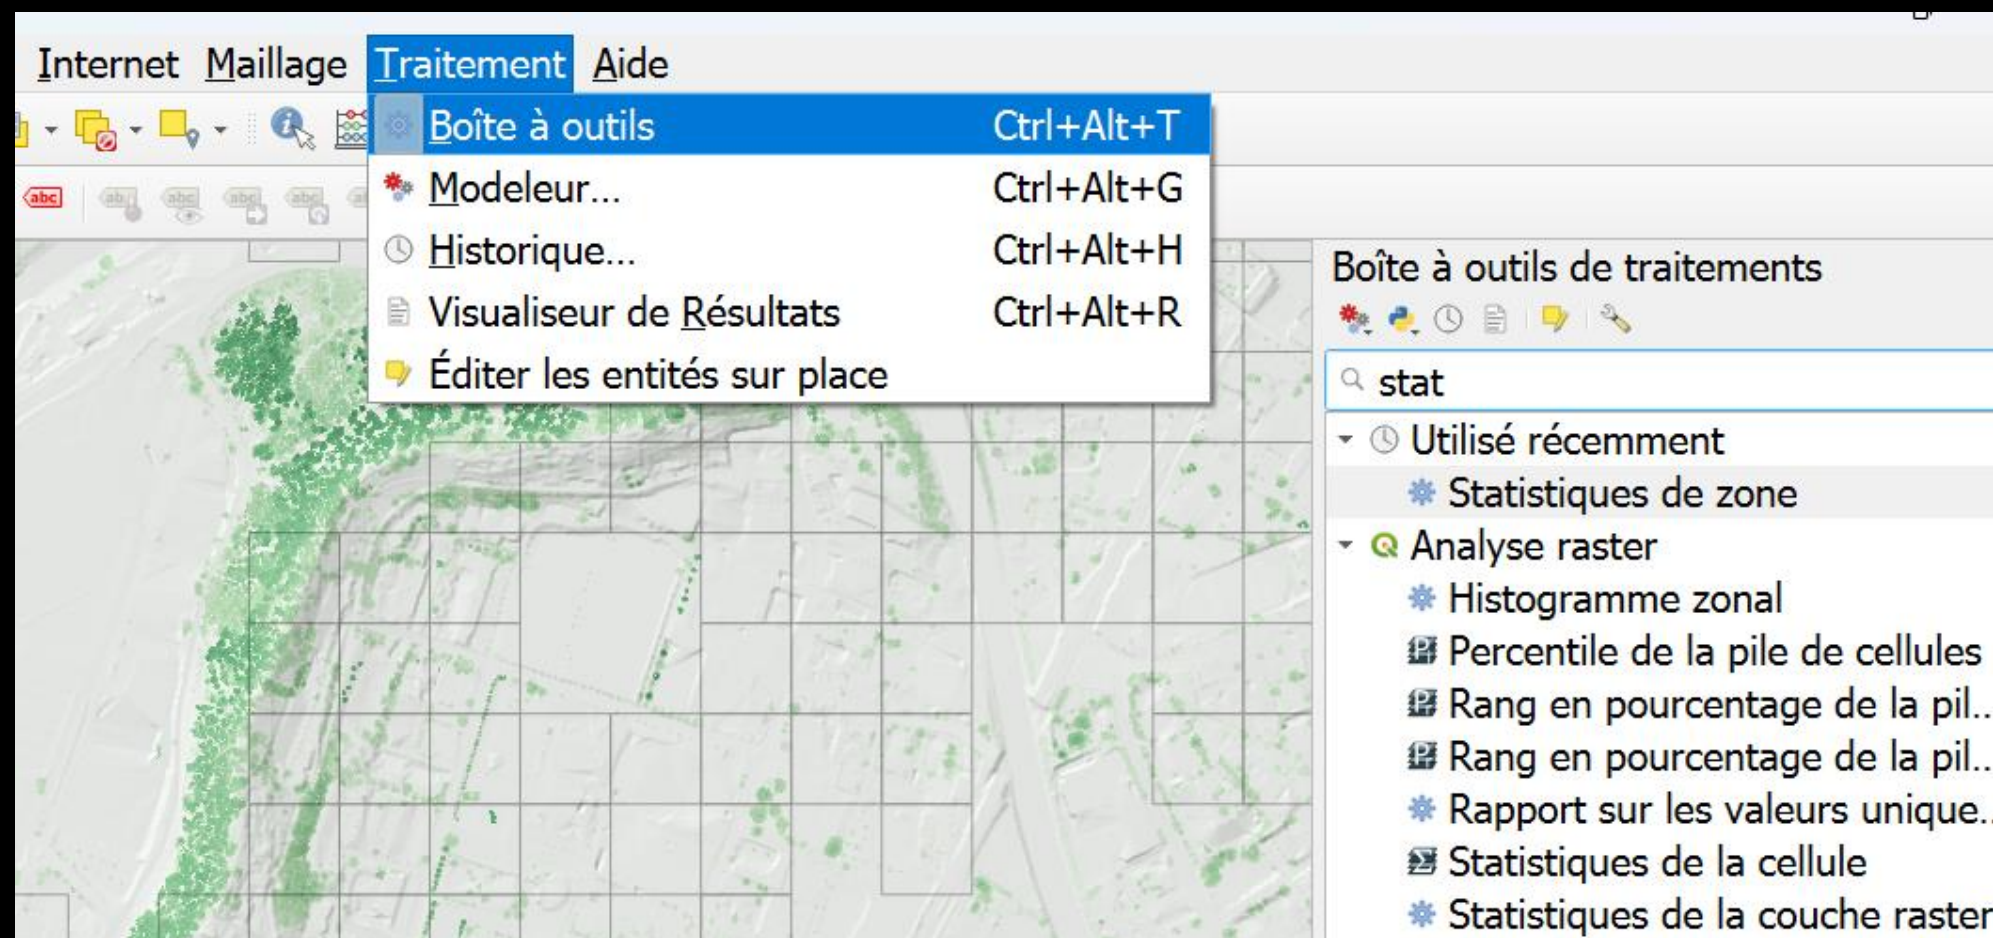 Internet Maillage Traitement Aide
Boîte à outils Ctrl+Alt+T
Modeleur... Ctrl+Alt+G
Historique... Ctrl+Alt+H
Visualiseur de Résultats Ctrl+Alt+R
Éditer les entités sur place
abc
Boîte à outils de traitements
stat
Utilisé récemment
Statistiques de zone
Analyse raster
Histogramme zonal
Percentile de la pile de cellules
Rang en pourcentage de la pil...
Rang en pourcentage de la pil...
Rapport sur les valeurs unique...
Statistiques de la cellule
Statistiques de la couche raster